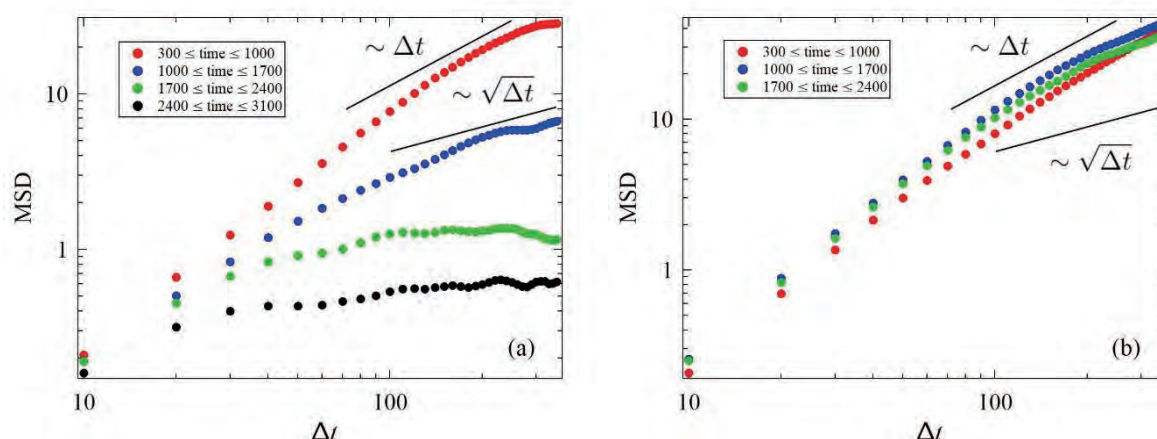 MSD
10
1
300 ≤ time ≤ 1000
1000 ≤ time ≤ 1700
1700 ≤ time ≤ 2400
2400 ≤ time ≤ 3100
~ Δt
~ √Δt
(a)
10
100
Δt
MSD
10
1
300 ≤ time ≤ 1000
1000 ≤ time ≤ 1700
1700 ≤ time ≤ 2400
~ Δt
~ √Δt
(b)
10
100
Δt